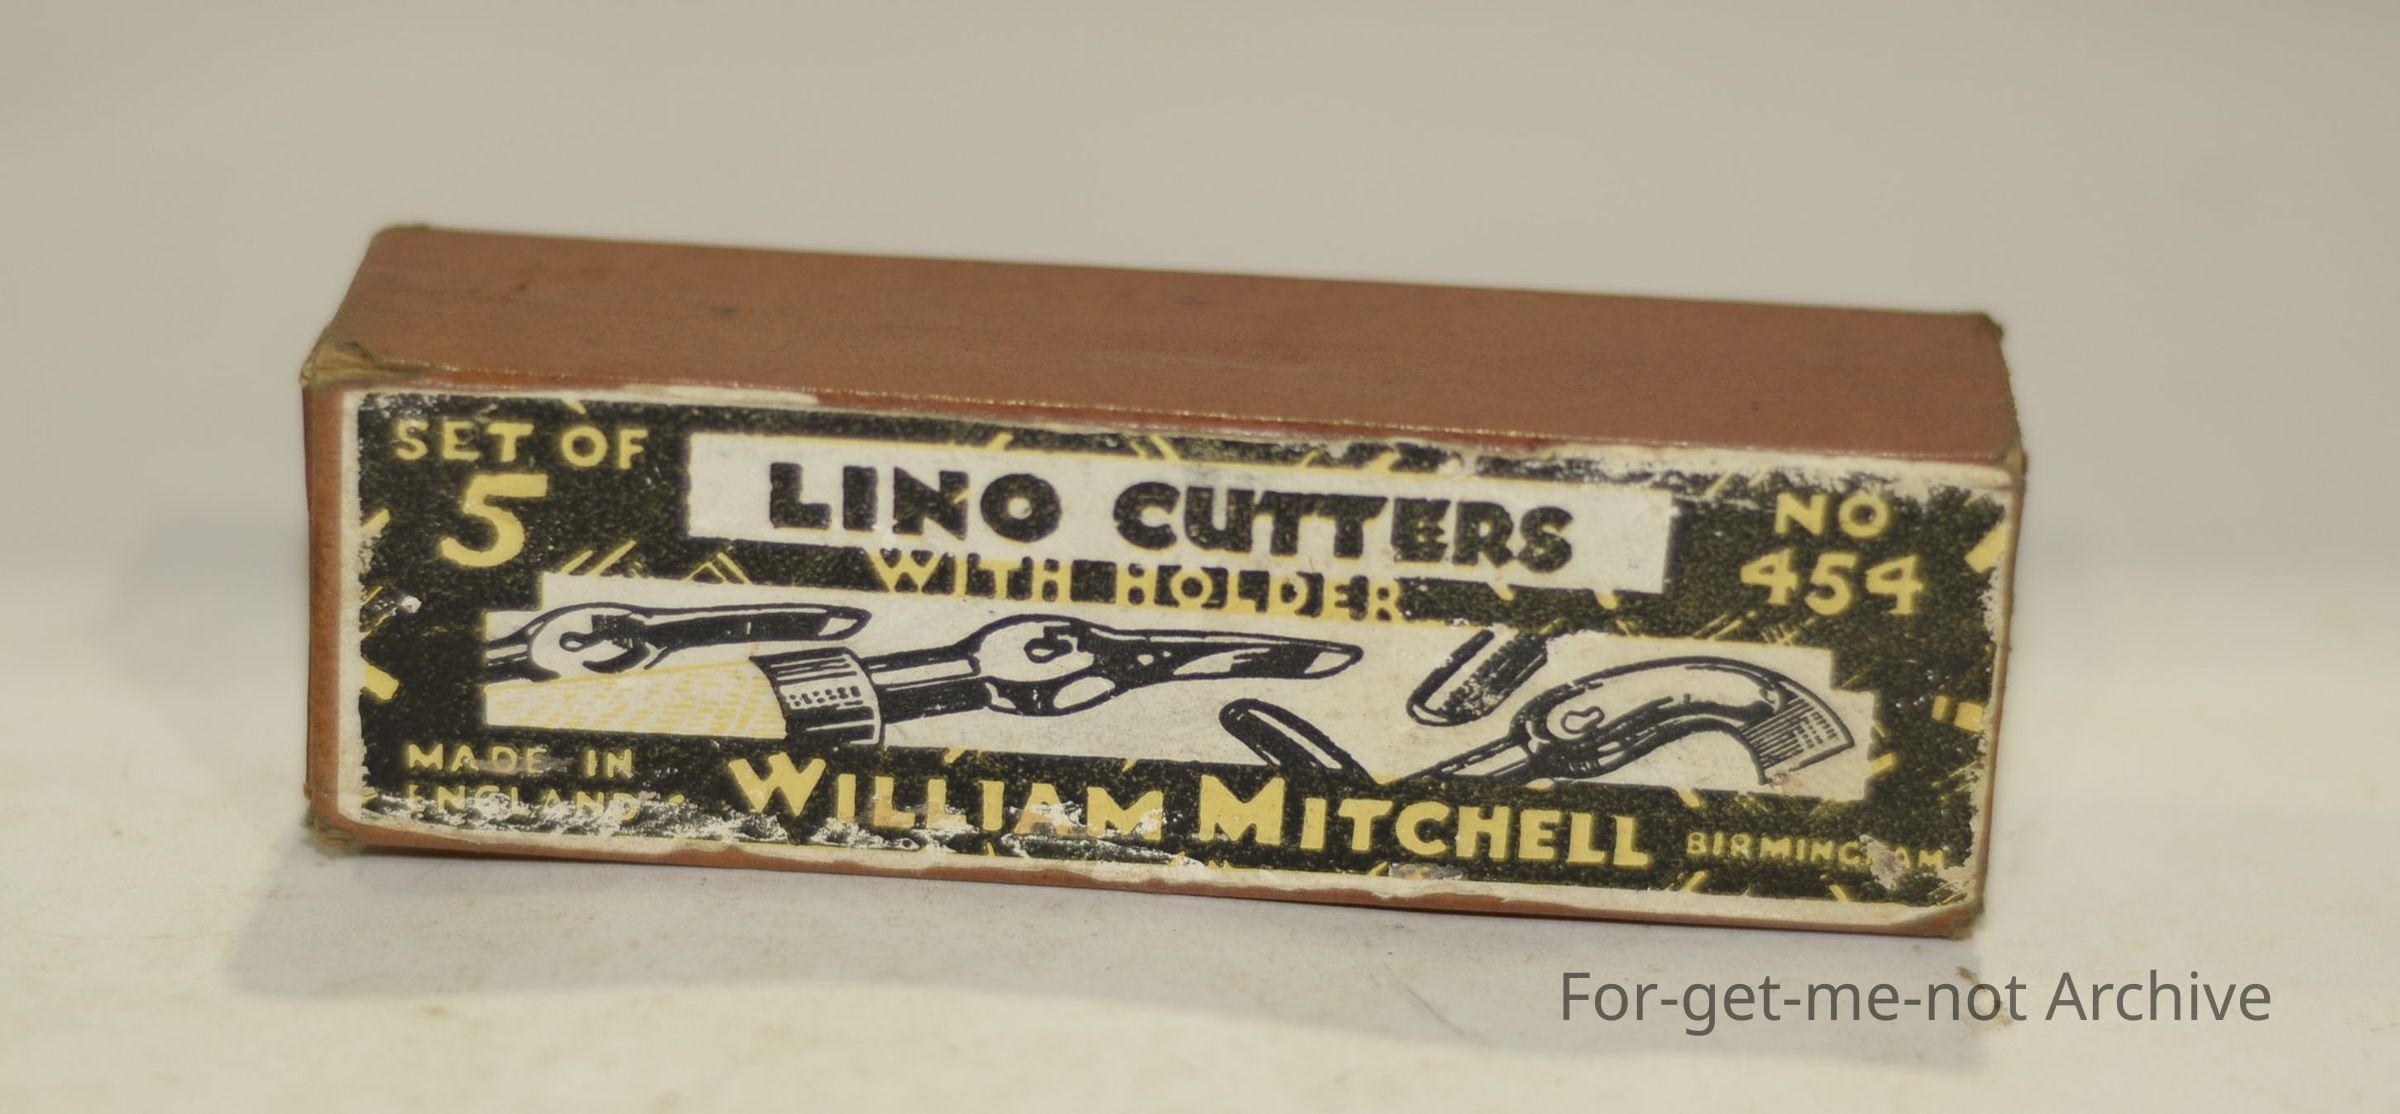 SET OF
5
LINO CUTTERS
WITH HOLDER
NO
454
MADE IN
ENGLAND
WILLIAM MITCHELL
BIRMINGHAM
For-get-me-not Archive